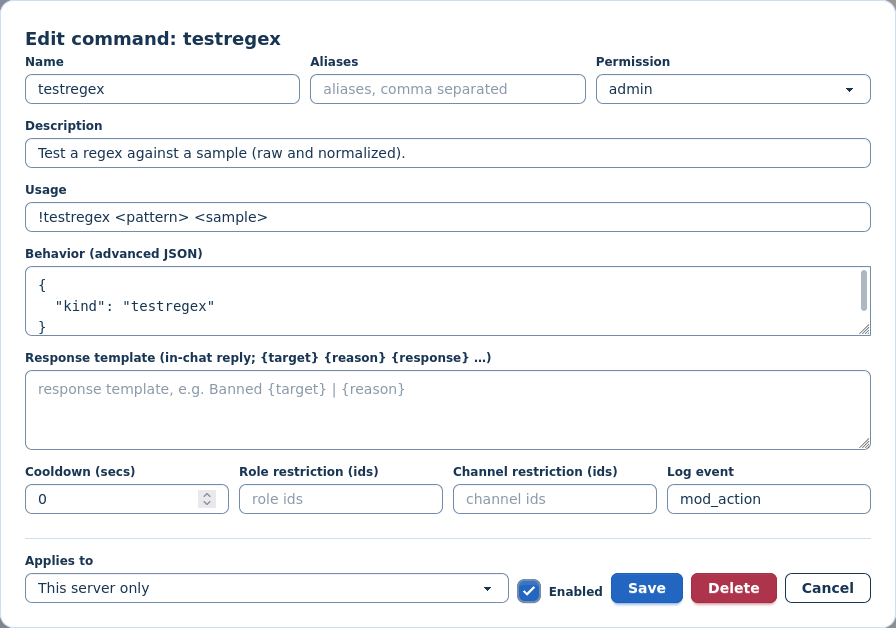 Edit command: testregex
Name Aliases Permission
testregex aliases, comma separated admin
Description
Test a regex against a sample (raw and normalized).
Usage
!testregex <pattern> <sample>
Behavior (advanced JSON)
{
"kind": "testregex"
}
Response template (in-chat reply; {target} {reason} {response} ...)
response template, e.g. Banned {target} | {reason}
Cooldown (secs) Role restriction (ids) Channel restriction (ids) Log event
0 role ids channel ids mod_action
Applies to
This server only Enabled Save Delete Cancel